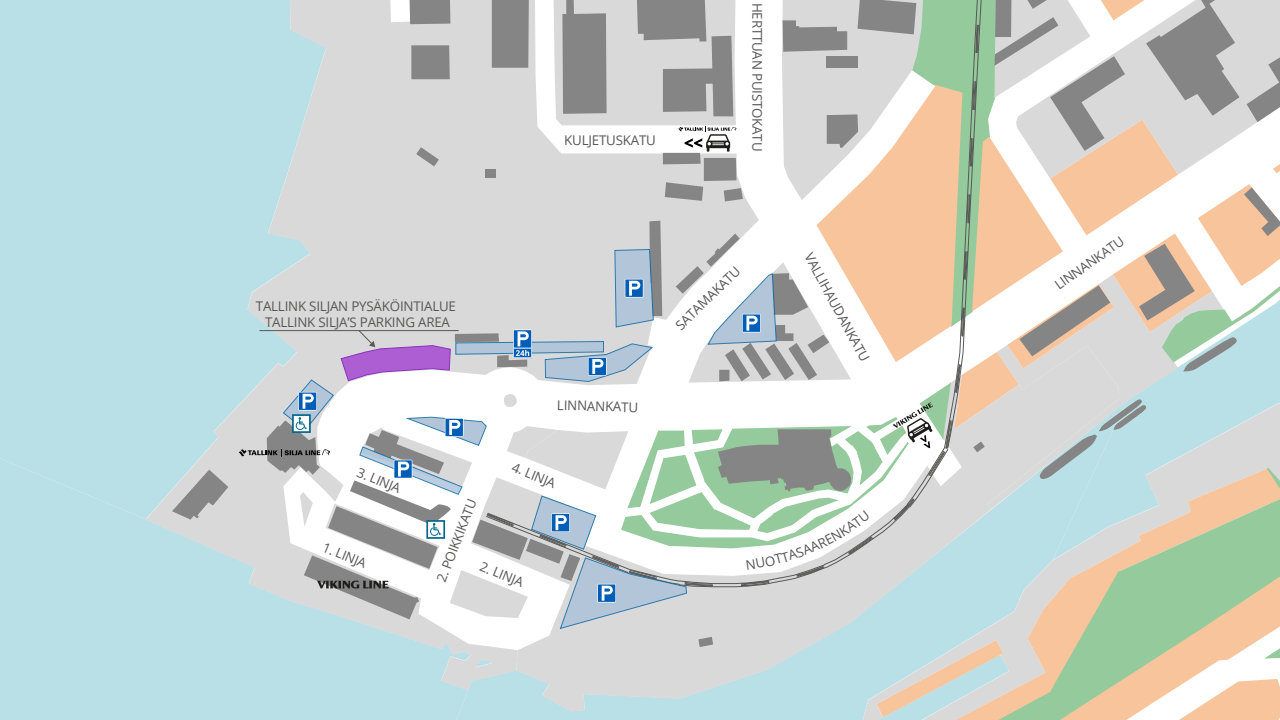 HERTTUAN PUISTOKATU
TALLINK | SILJA LINE
KULJETUSKATU
<<
VALLIHAUDANKATU
LINNANKATU
SATAMAKATU
P
P
TALLINK SILJAN PYSÄKÖINTIALUE
TALLINK SILJA'S PARKING AREA
P
24h
P
P
LINNANKATU
VIKING LINE
>>
P
TALLINK | SILJA LINE
P
3. LINJA
4. LINJA
P
2. POIKKIKATU
NUOTTASAARENKATU
1. LINJA
2. LINJA
VIKING LINE
P